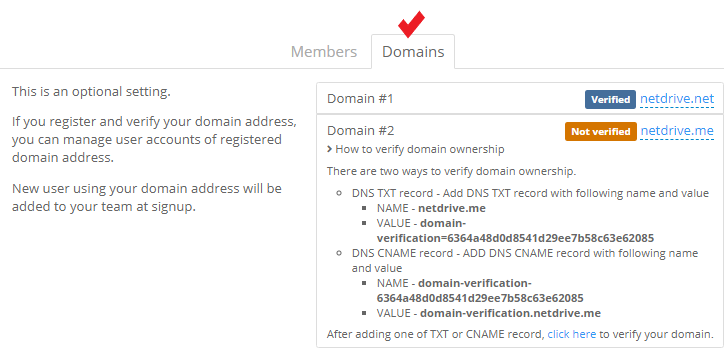 Members
Domains
This is an optional setting.
If you register and verify your domain address,
you can manage user accounts of registered
domain address.
New user using your domain address will be
added to your team at signup.
Domain #1
Verified
netdrive.net
Domain #2
Not verified
netdrive.me
How to verify domain ownership
There are two ways to verify domain ownership.
DNS TXT record - Add DNS TXT record with following name and value
NAME - netdrive.me
VALUE - domain-
verification=6364a48d0d8541d29ee7b58c63e62085
DNS CNAME record - ADD DNS CNAME record with following name
and value
NAME - domain-verification-
6364a48d0d8541d29ee7b58c63e62085
VALUE - domain-verification.netdrive.me
After adding one of TXT or CNAME record, click here to verify your domain.